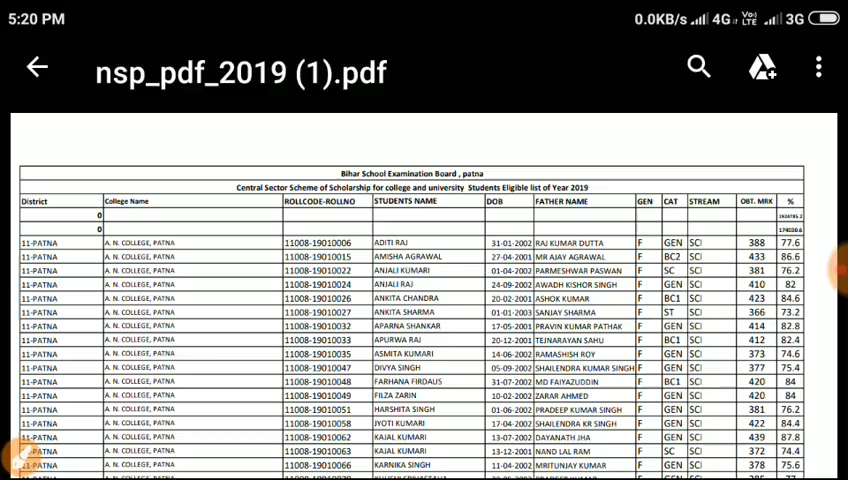 5:20 PM 0.0KB/s 4G Vo) LTE 3G
nsp_pdf_2019 (1).pdf
Bihar School Examination Board , patna
Central Sector Scheme of Scholarship for college and university Students Eligible list of Year 2019
District College Name ROLLCODE-ROLLNO STUDENTS NAME DOB FATHER NAME GEN CAT STREAM OBT. MRK %
0
0
11-PATNA A. N. COLLEGE, PATNA 11008-19010006 ADITI RAJ 31-01-2002 RAJ KUMAR DUTTA F GEN SCI 388 77.6
11-PATNA A. N. COLLEGE, PATNA 11008-19010015 AMISHA AGRAWAL 27-04-2001 MR AJAY AGRAWAL F BC2 SCI 433 86.6
11-PATNA A. N. COLLEGE, PATNA 11008-19010022 ANJALI KUMARI 01-04-2002 PARMESHWAR PASWAN F SC SCI 381 76.2
11-PATNA A. N. COLLEGE, PATNA 11008-19010024 ANJALI RAJ 24-09-2002 AWADH KISHOR SINGH F GEN SCI 410 82
11-PATNA A. N. COLLEGE, PATNA 11008-19010026 ANKITA CHANDRA 20-02-2001 ASHOK KUMAR F BC1 SCI 423 84.6
11-PATNA A. N. COLLEGE, PATNA 11008-19010027 ANKITA SHARMA 01-01-2003 SANJAY SHARMA F ST SCI 366 73.2
11-PATNA A. N. COLLEGE, PATNA 11008-19010032 APARNA SHANKAR 17-05-2001 PRAVIN KUMAR PATHAK F GEN SCI 414 82.8
11-PATNA A. N. COLLEGE, PATNA 11008-19010033 APURWA RAJ 20-12-2001 TEJNARAYAN SAHU F BC1 SCI 412 82.4
11-PATNA A. N. COLLEGE, PATNA 11008-19010035 ASMITA KUMARI 14-06-2002 RAMASHISH ROY F GEN SCI 373 74.6
11-PATNA A. N. COLLEGE, PATNA 11008-19010047 DIVYA SINGH 05-09-2002 SHAILENDRA KUMAR SINGH F GEN SCI 377 75.4
11-PATNA A. N. COLLEGE, PATNA 11008-19010048 FARHANA FIRDAUS 31-07-2002 MD FAIYAZUDDIN F BC1 SCI 420 84
11-PATNA A. N. COLLEGE, PATNA 11008-19010049 FILZA ZARIN 10-02-2002 ZARAR AHMED F GEN SCI 420 84
11-PATNA A. N. COLLEGE, PATNA 11008-19010051 HARSHITA SINGH 01-06-2002 PRADEEP KUMAR SINGH F GEN SCI 381 76.2
11-PATNA A. N. COLLEGE, PATNA 11008-19010058 JYOTI KUMARI 17-04-2002 SHAILENDRA KR SINGH F GEN SCI 422 84.4
11-PATNA A. N. COLLEGE, PATNA 11008-19010062 KAJAL KUMARI 13-07-2002 DAYANATH JHA F GEN SCI 439 87.8
-PATNA A. N. COLLEGE, PATNA 11008-19010063 KAJAL KUMARI 13-12-2001 NAND LAL RAM F SC SCI 372 74.4
-PATNA A. N. COLLEGE, PATNA 11008-19010066 KARNIKA SINGH 11-04-2002 MRITUNJAY KUMAR F GEN SCI 378 75.6